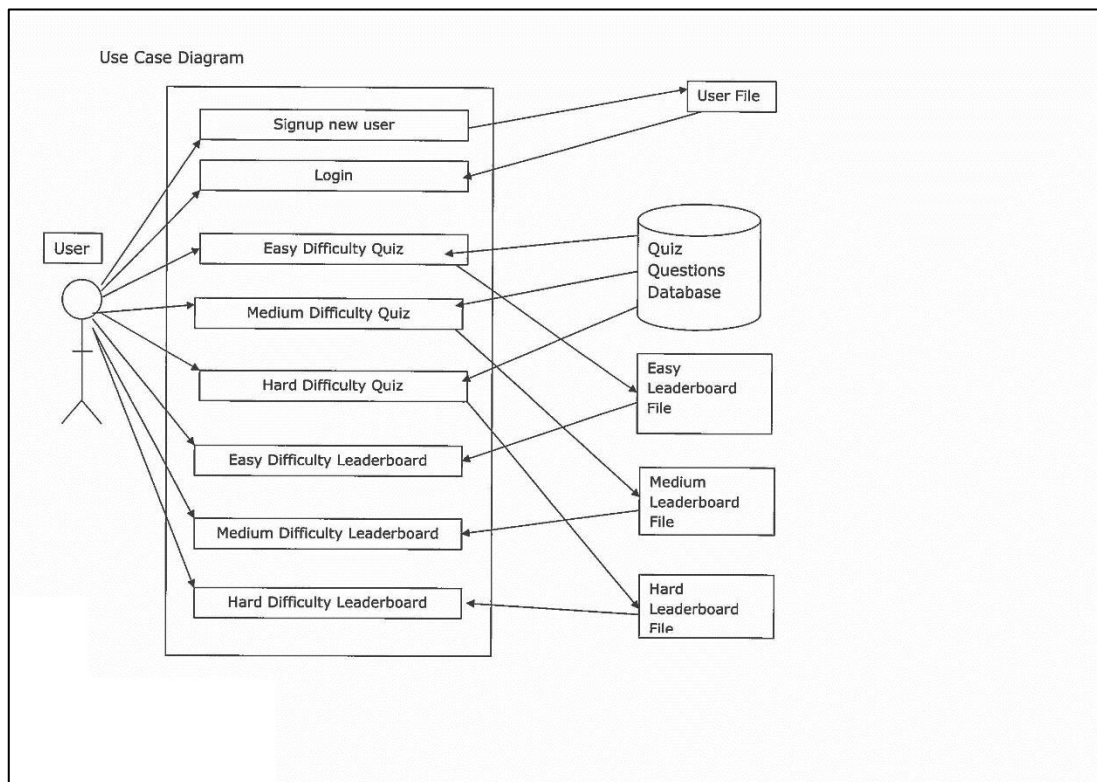 Use Case Diagram
User File
Signup new user
Login
User
Easy Difficulty Quiz
Quiz
Questions
Database
Medium Difficulty Quiz
Easy
Leaderboard
File
Hard Difficulty Quiz
Easy Difficulty Leaderboard
Medium
Leaderboard
File
Medium Difficulty Leaderboard
Hard
Leaderboard
File
Hard Difficulty Leaderboard